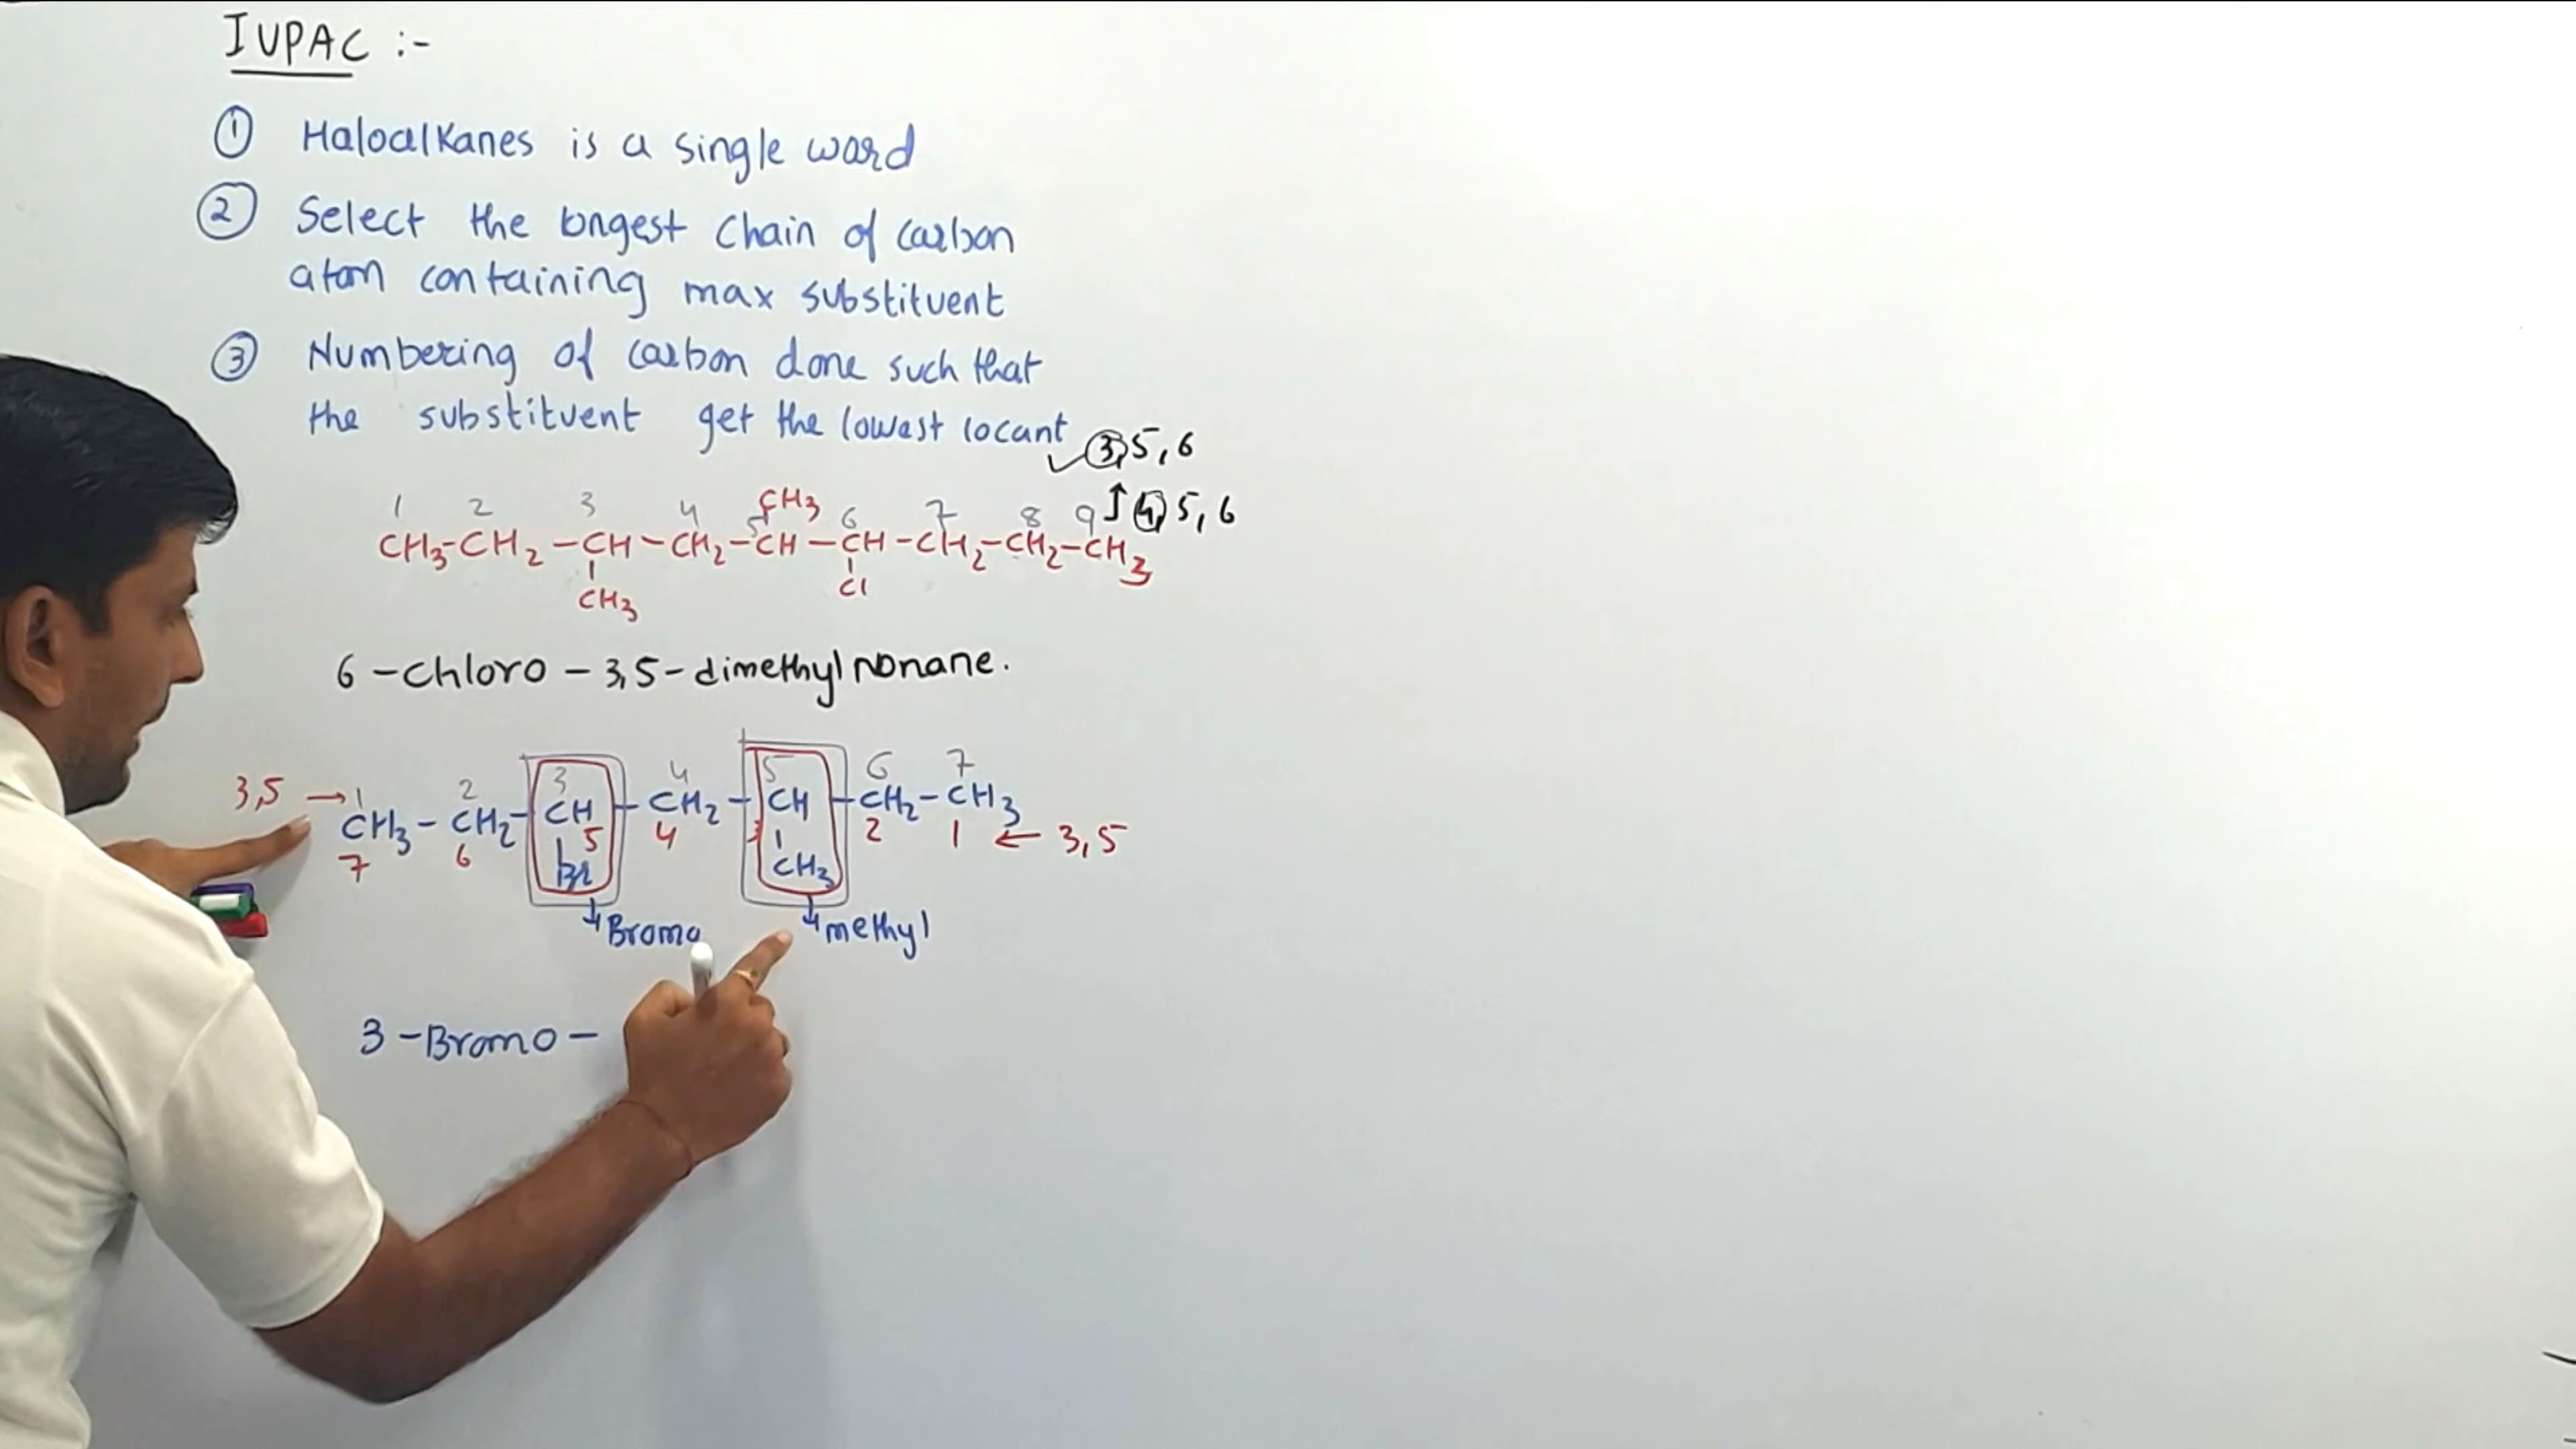 IUPAC :-
① Haloalkanes is a single word
② Select the longest chain of carbon
atom containing max substituent
③ Numbering of carbon done such that
the substituent get the lowest locant
✓ 3,5,6
↑ 4,5,6
1 2 3 4 5 CH3 6 7 8 9
CH3-CH2-CH-CH2-CH-CH-CH2-CH2-CH3
CH3 Cl
6-chloro-3,5-dimethylnonane.
1 2 3 4 5 6 7
3,5 → CH3-CH2-CH-CH2-CH-CH2-CH3
7 6 5 4 3 2 1 ← 3,5
Br CH3
↓Bromo ↓methyl
3-Bromo-